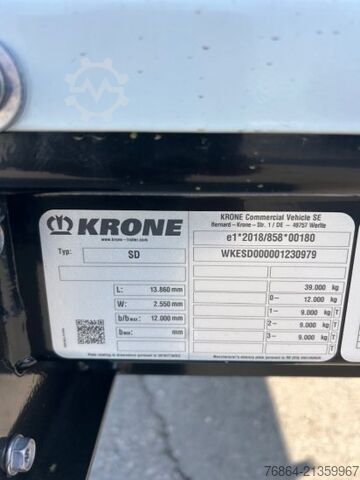 KRONE
www.krone-trailer.com
KRONE Commercial Vehicle SE
Bernard - Krone - Str. 1 / DE - 49757 Werlte
e1*2018/858*00180
Typ: SD
WKESD000001230979
L: 13.860 mm
W: 2.550 mm
b/bmax: 12.000 mm
bmin: mm
39.000 kg
0- 12.000 kg
1- 9.000 kg T
2- 9.000 kg T
3- 9.000 kg T
76864-21359967